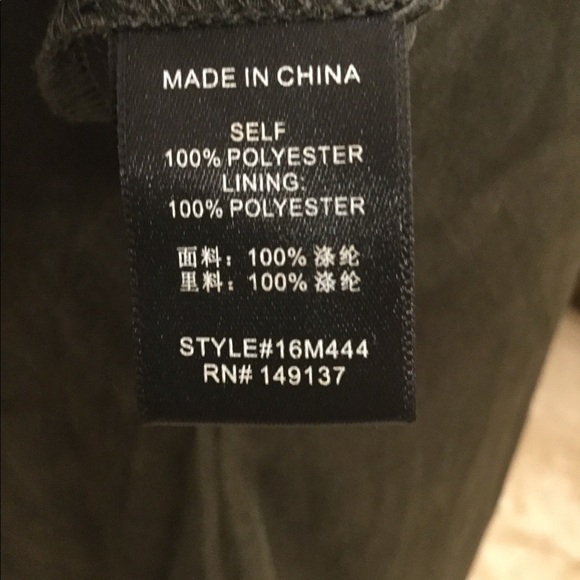 MADE IN CHINA
SELF
100% POLYESTER
LINING:
100% POLYESTER
面料：100% 涤纶
里料：100% 涤纶
STYLE#16M444
RN# 149137